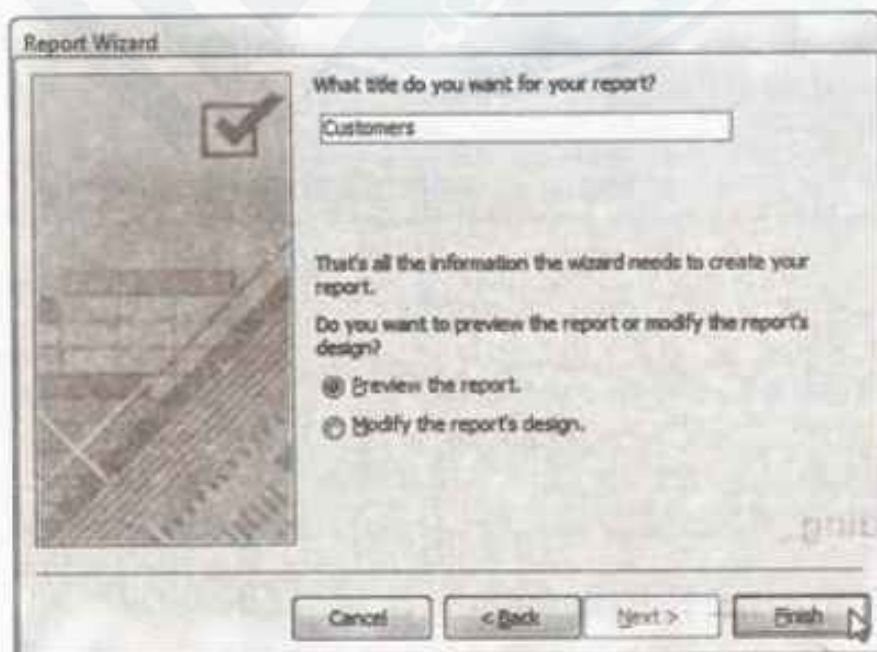 Report Wizard
What title do you want for your report?
Customers
That's all the information the wizard needs to create your
report.
Do you want to preview the report or modify the report's
design?
Preview the report.
Modify the report's design.
Cancel
< Back
Next >
Finish